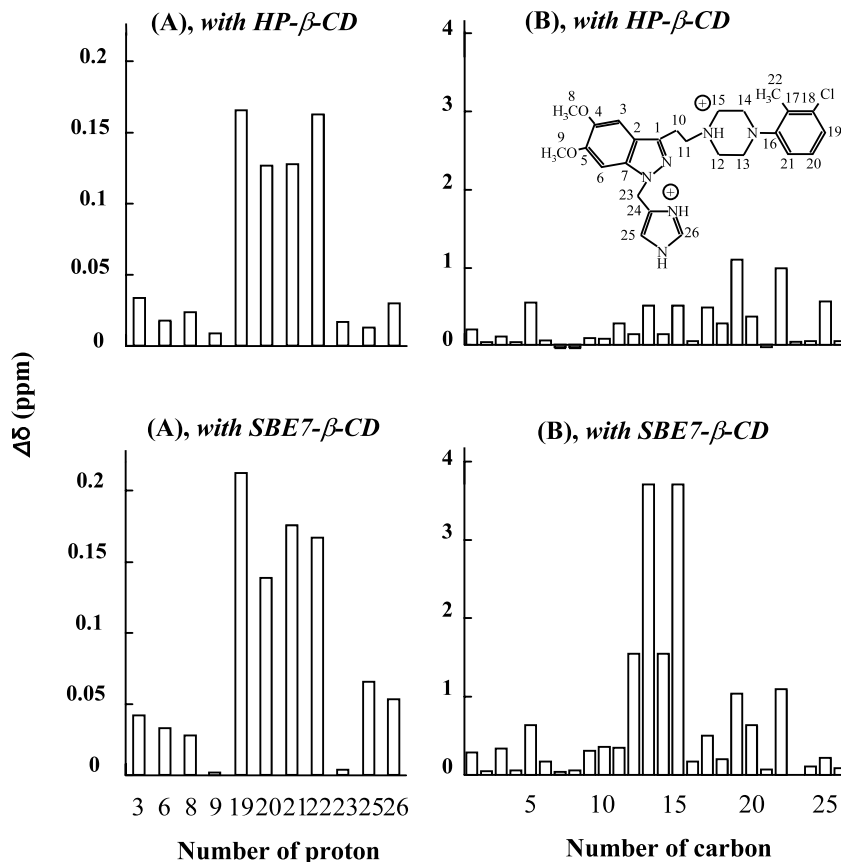 (A), with HP-β-CD
(B), with HP-β-CD
0.2
0.15
0.1
0.05
0
4
3
2
1
0
8
H₃CO
4
3
9
H₃CO
5
6
2
7
1
N
N
10
11
23
24
25
26
NH
N
H
+
+
NH
15
14
12
13
N
16
22
H₃C
17
18
Cl
19
20
21
Δδ (ppm)
(A), with SBE7-β-CD
(B), with SBE7-β-CD
0.2
0.15
0.1
0.05
0
4
3
2
1
0
3 6 8 9 19 20 21 22 23 25 26
5 10 15 20 25
Number of proton
Number of carbon